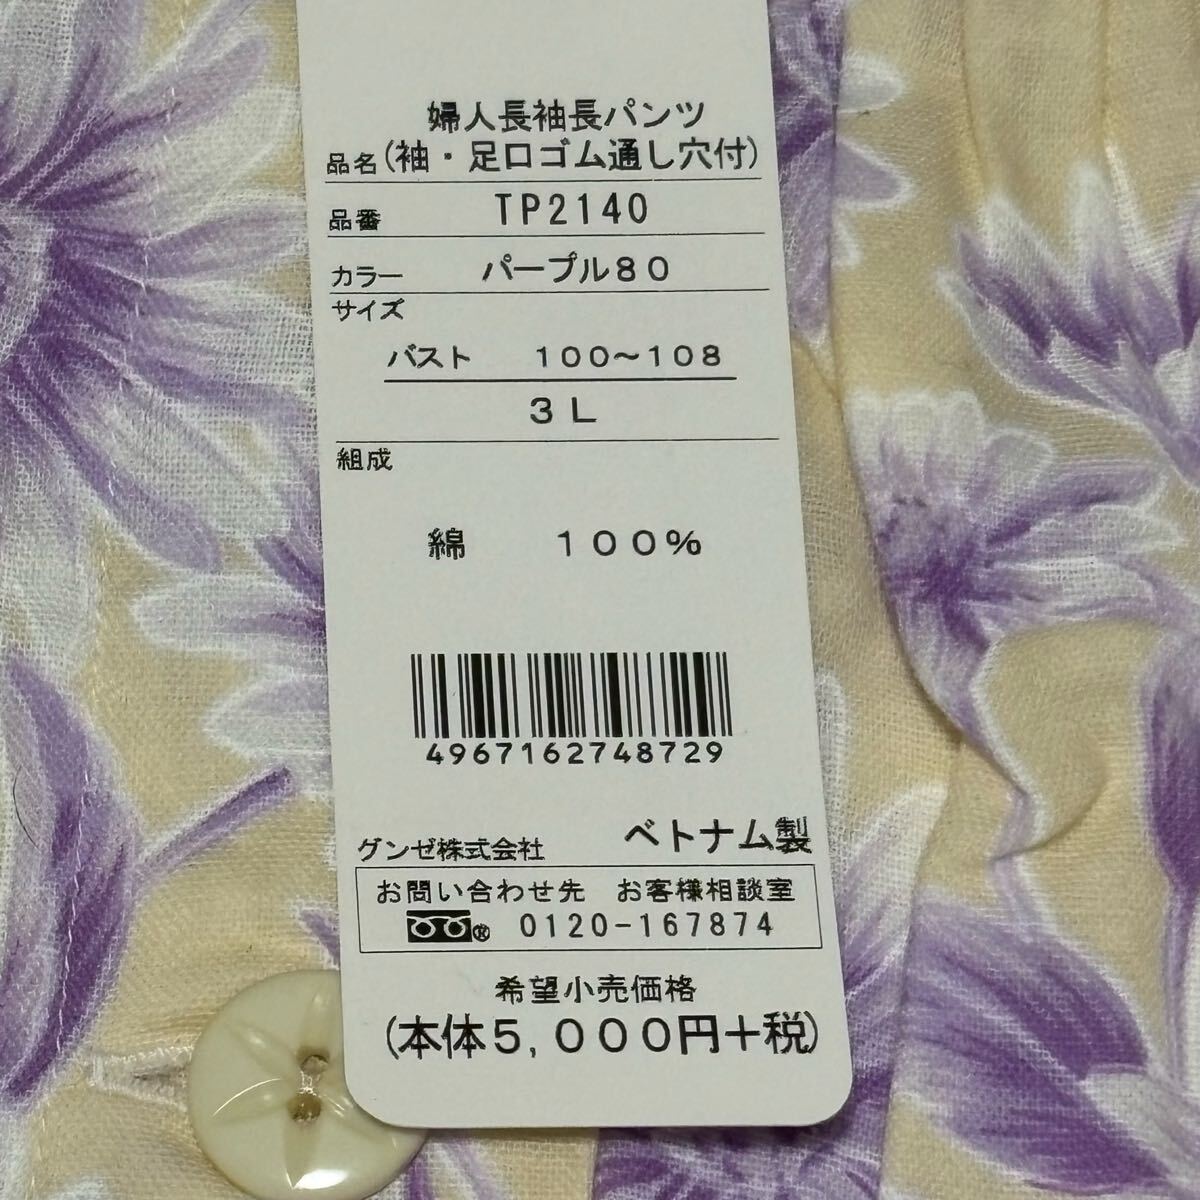 婦人長袖長パンツ
品名(袖・足口ゴム通し穴付)
品番 TP2140
カラー パープル80
サイズ
バスト 100~108
3L
組成
綿 100%
4967162748729
グンゼ株式会社 ベトナム製
お問い合わせ先 お客様相談室
® 0120-167874
希望小売価格
(本体5,000円+税)